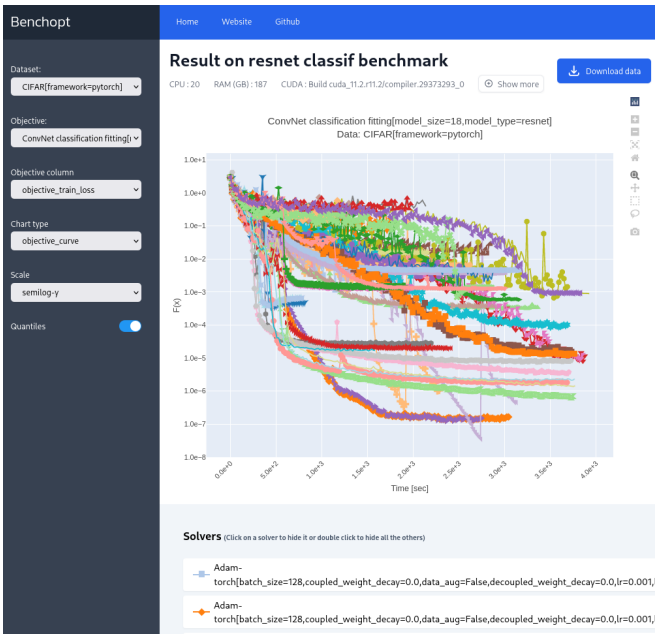 Benchopt
Home Website Github
Dataset:
CIFAR[framework=pytorch]
Objective:
ConvNet classification fitting[
Objective column
objective_train_loss
Chart type
objective_curve
Scale
semilog-y
Quantiles
Result on resnet classif benchmark
Download data
CPU : 20 RAM (GB) : 187 CUDA : Build cuda_11.2.r11.2/compiler.29373293_0 Show more
ConvNet classification fitting[model_size=18,model_type=resnet]
Data: CIFAR[framework=pytorch]
F(x)
1.0e+1
1.0e+0
1.0e-1
1.0e-2
1.0e-3
1.0e-4
1.0e-5
1.0e-6
1.0e-7
1.0e-8
0.0e+0 5.0e+2 1.0e+3 1.5e+3 2.0e+3 2.5e+3 3.0e+3 3.5e+3 4.0e+3
Time [sec]
Solvers (Click on a solver to hide it or double click to hide all the others)
Adam-
torch[batch_size=128,coupled_weight_decay=0.0,data_aug=False,decoupled_weight_decay=0.0,lr=0.001,
Adam-
torch[batch_size=128,coupled_weight_decay=0.0,data_aug=False,decoupled_weight_decay=0.0,lr=0.001,